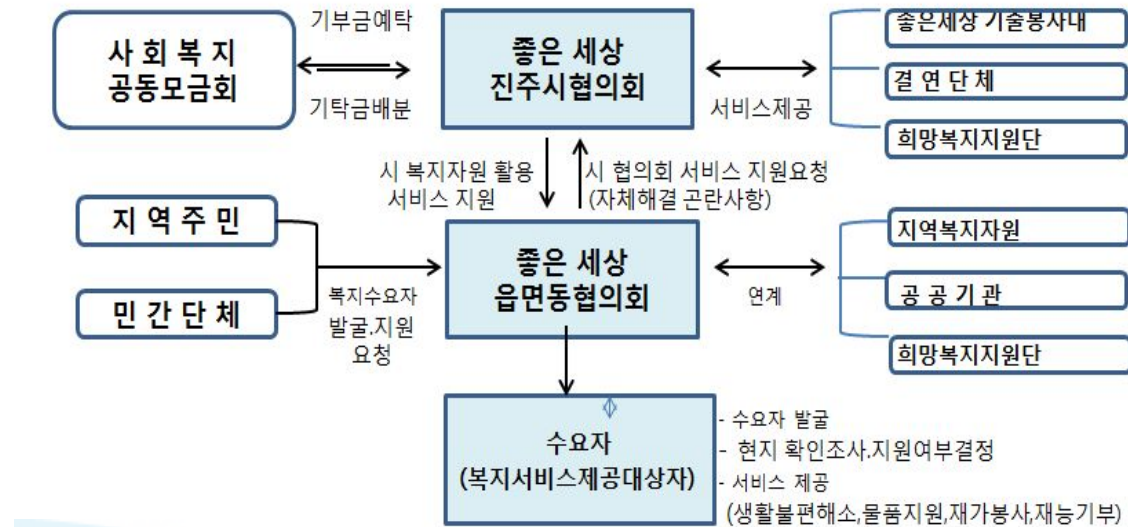 사 회 복 지
공동모금회
기부금예탁
기탁금배분
좋은 세상
진주시협의회
서비스제공
좋은세상 기술봉사대
결 연 단 체
희망복지지원단
시 복지자원 활용
서비스 지원
시 협의회 서비스 지원요청
(자체해결 곤란사항)
지 역 주 민
민 간 단 체
복지수요자
발굴.지원
요청
좋은 세상
읍면동협의회
연계
지역복지자원
공 공 기 관
희망복지지원단
수요자
(복지서비스제공대상자)
- 수요자 발굴
- 현지 확인조사.지원여부결정
- 서비스 제공
(생활불편해소,물품지원,재가봉사,재능기부)